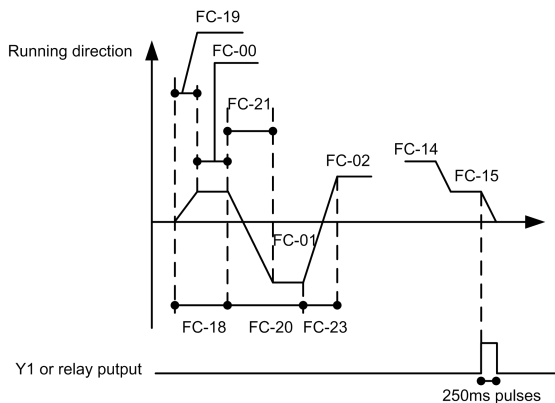 FC-19
Running direction
FC-00
FC-21
FC-14
FC-02
FC-15
FC-01
FC-18
FC-20
FC-23
Y1 or relay putput
250ms pulses